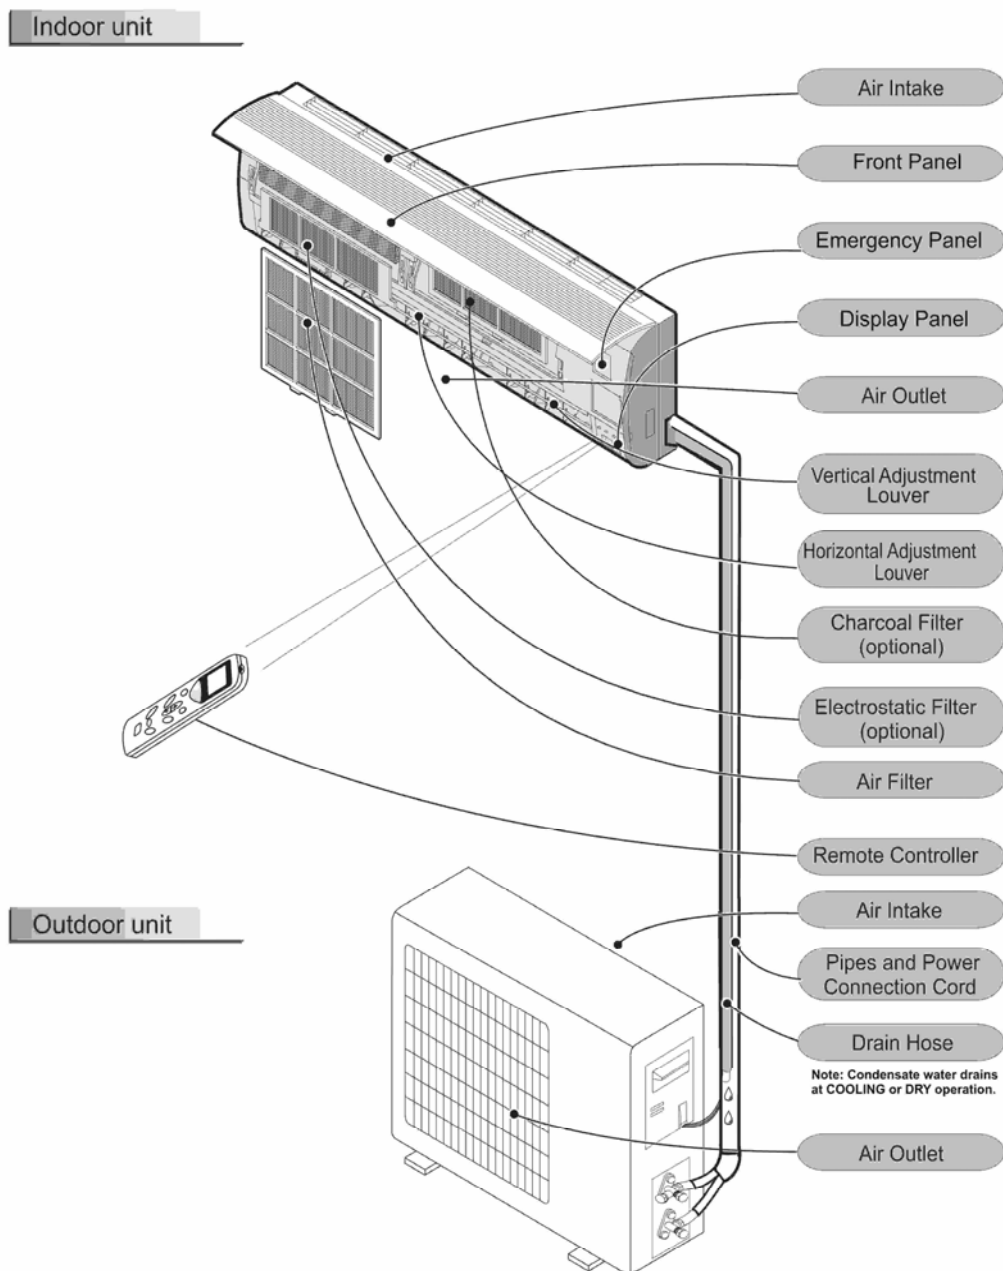 Indoor unit
Air Intake
Front Panel
Emergency Panel
Display Panel
Air Outlet
Vertical Adjustment
Louver
Horizontal Adjustment
Louver
Charcoal Filter
(optional)
Electrostatic Filter
(optional)
Air Filter
Remote Controller
Outdoor unit
Air Intake
Pipes and Power
Connection Cord
Drain Hose
Note: Condensate water drains
at COOLING or DRY operation.
Air Outlet